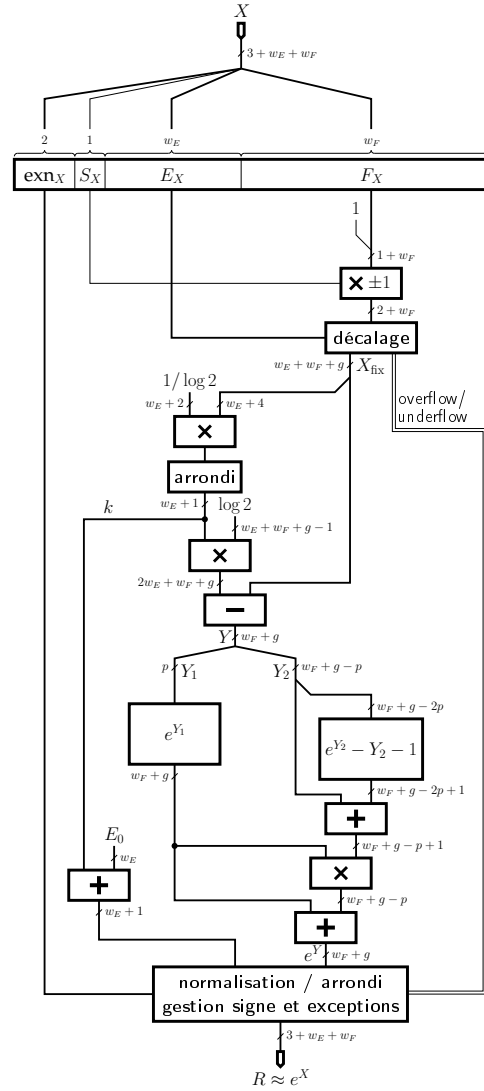 X
3 + w_E + w_F
2 1 w_E w_F
exn_X S_X E_X F_X
1
1 + w_F
× ±1
2 + w_F
décalage
w_E + w_F + g X_fix
1/ log 2
w_E + 2 w_E + 4
overflow/
underflow
×
arrondi
w_E + 1
k log 2
w_E + w_F + g - 1
×
2w_E + w_F + g
−
Y w_F + g
p Y_1 Y_2 w_F + g - p
w_F + g - 2p
e^{Y_1} e^{Y_2} − Y_2 − 1
w_F + g
w_F + g - 2p + 1
+
E_0 w_F + g - p + 1
w_E
+ ×
w_E + 1 w_F + g - p
+
e^Y w_F + g
normalisation / arrondi
gestion signe et exceptions
3 + w_E + w_F
R ≈ e^X